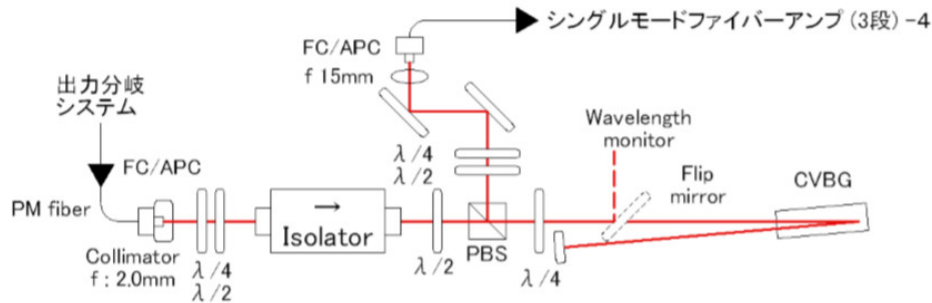 シングルモードファイバーアンプ (3段) -4
FC/APC
f 15mm
出力分岐
システム
FC/APC
PM fiber
Collimator
f : 2.0mm
λ/4
λ/2
→
Isolator
λ/2
λ/4
λ/2
PBS
λ/4
Wavelength
monitor
Flip
mirror
CVBG